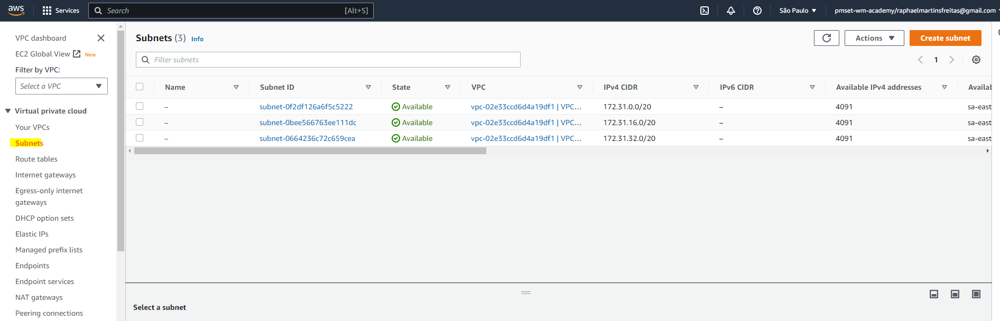 aws
Services
Search [Alt+S]
São Paulo
pmset-wm-academy/raphaelmartinsfreitas@gmail.com
VPC dashboard
EC2 Global View New
Filter by VPC:
Select a VPC
Virtual private cloud
Your VPCs
Subnets
Route tables
Internet gateways
Egress-only internet
gateways
DHCP option sets
Elastic IPs
Managed prefix lists
Endpoints
Endpoint services
NAT gateways
Peering connections
Subnets (3) Info
Actions
Create subnet
Filter subnets
1
Name Subnet ID State VPC IPv4 CIDR IPv6 CIDR Available IPv4 addresses Availab
– subnet-0f2df126a6f5c5222 Available vpc-02e33ccd6d4a19df1 | VPC... 172.31.0.0/20 – 4091 sa-east
– subnet-0bee566763ee111dc Available vpc-02e33ccd6d4a19df1 | VPC... 172.31.16.0/20 – 4091 sa-east
– subnet-0664236c72c659cea Available vpc-02e33ccd6d4a19df1 | VPC... 172.31.32.0/20 – 4091 sa-east
Select a subnet